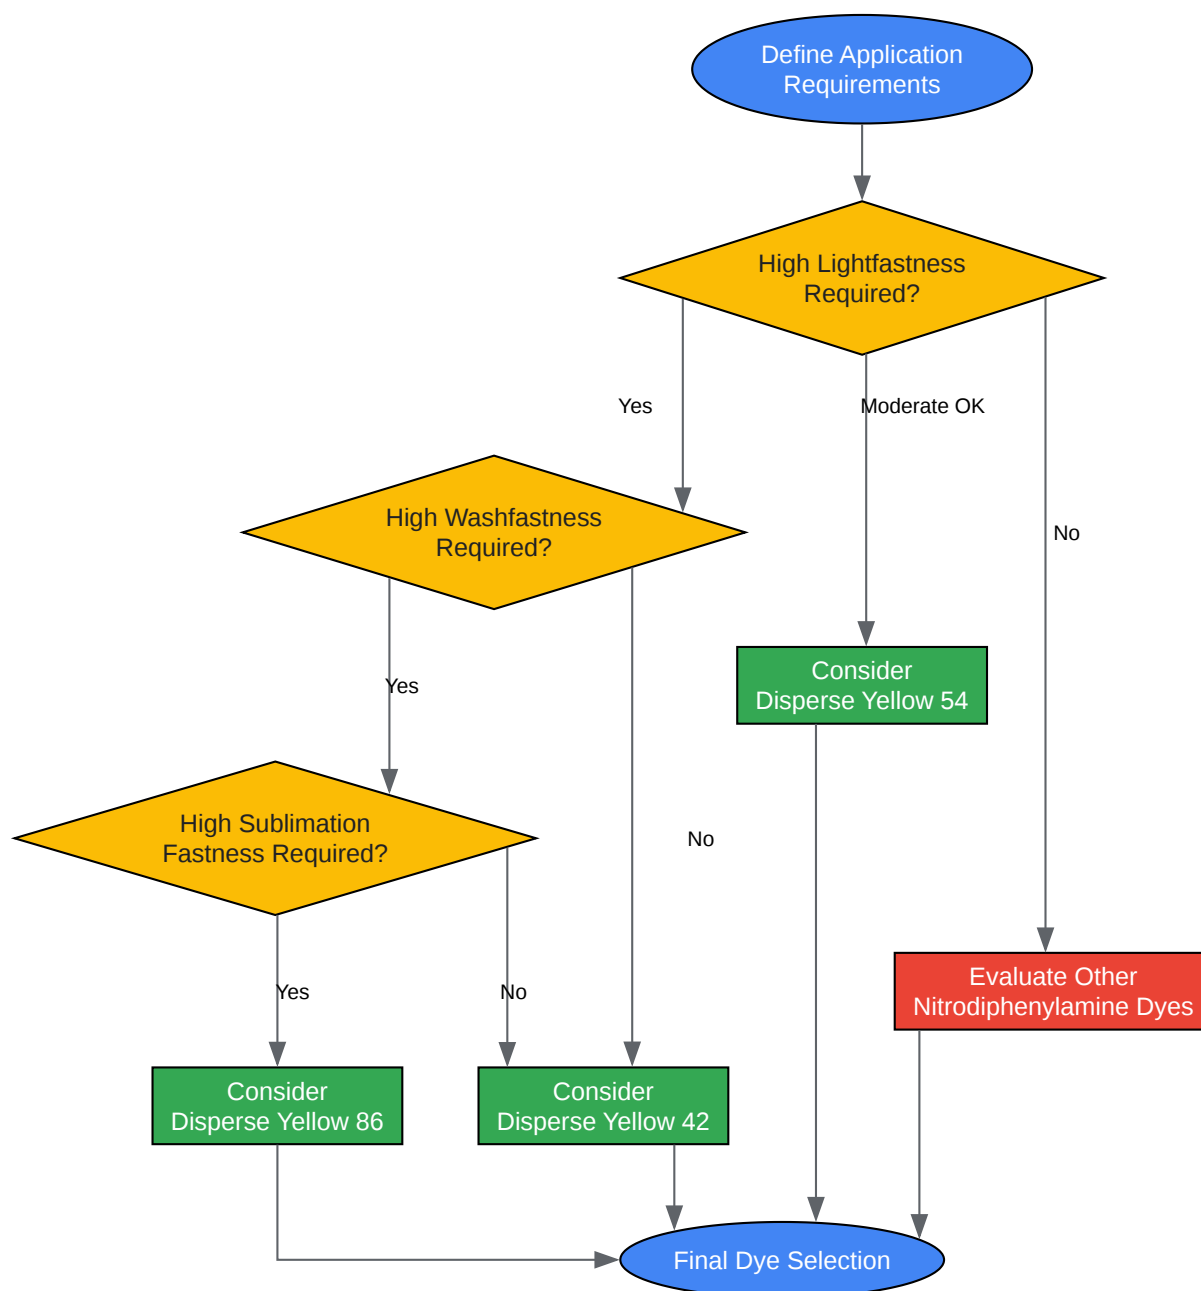 Define Application
Requirements
High Lightfastness
Required?
Yes
Moderate OK
High Washfastness
Required?
No
Consider
Disperse Yellow 54
Yes
High Sublimation
Fastness Required?
No
Yes
No
Evaluate Other
Nitrodiphenylamine Dyes
Consider
Disperse Yellow 86
Consider
Disperse Yellow 42
Final Dye Selection